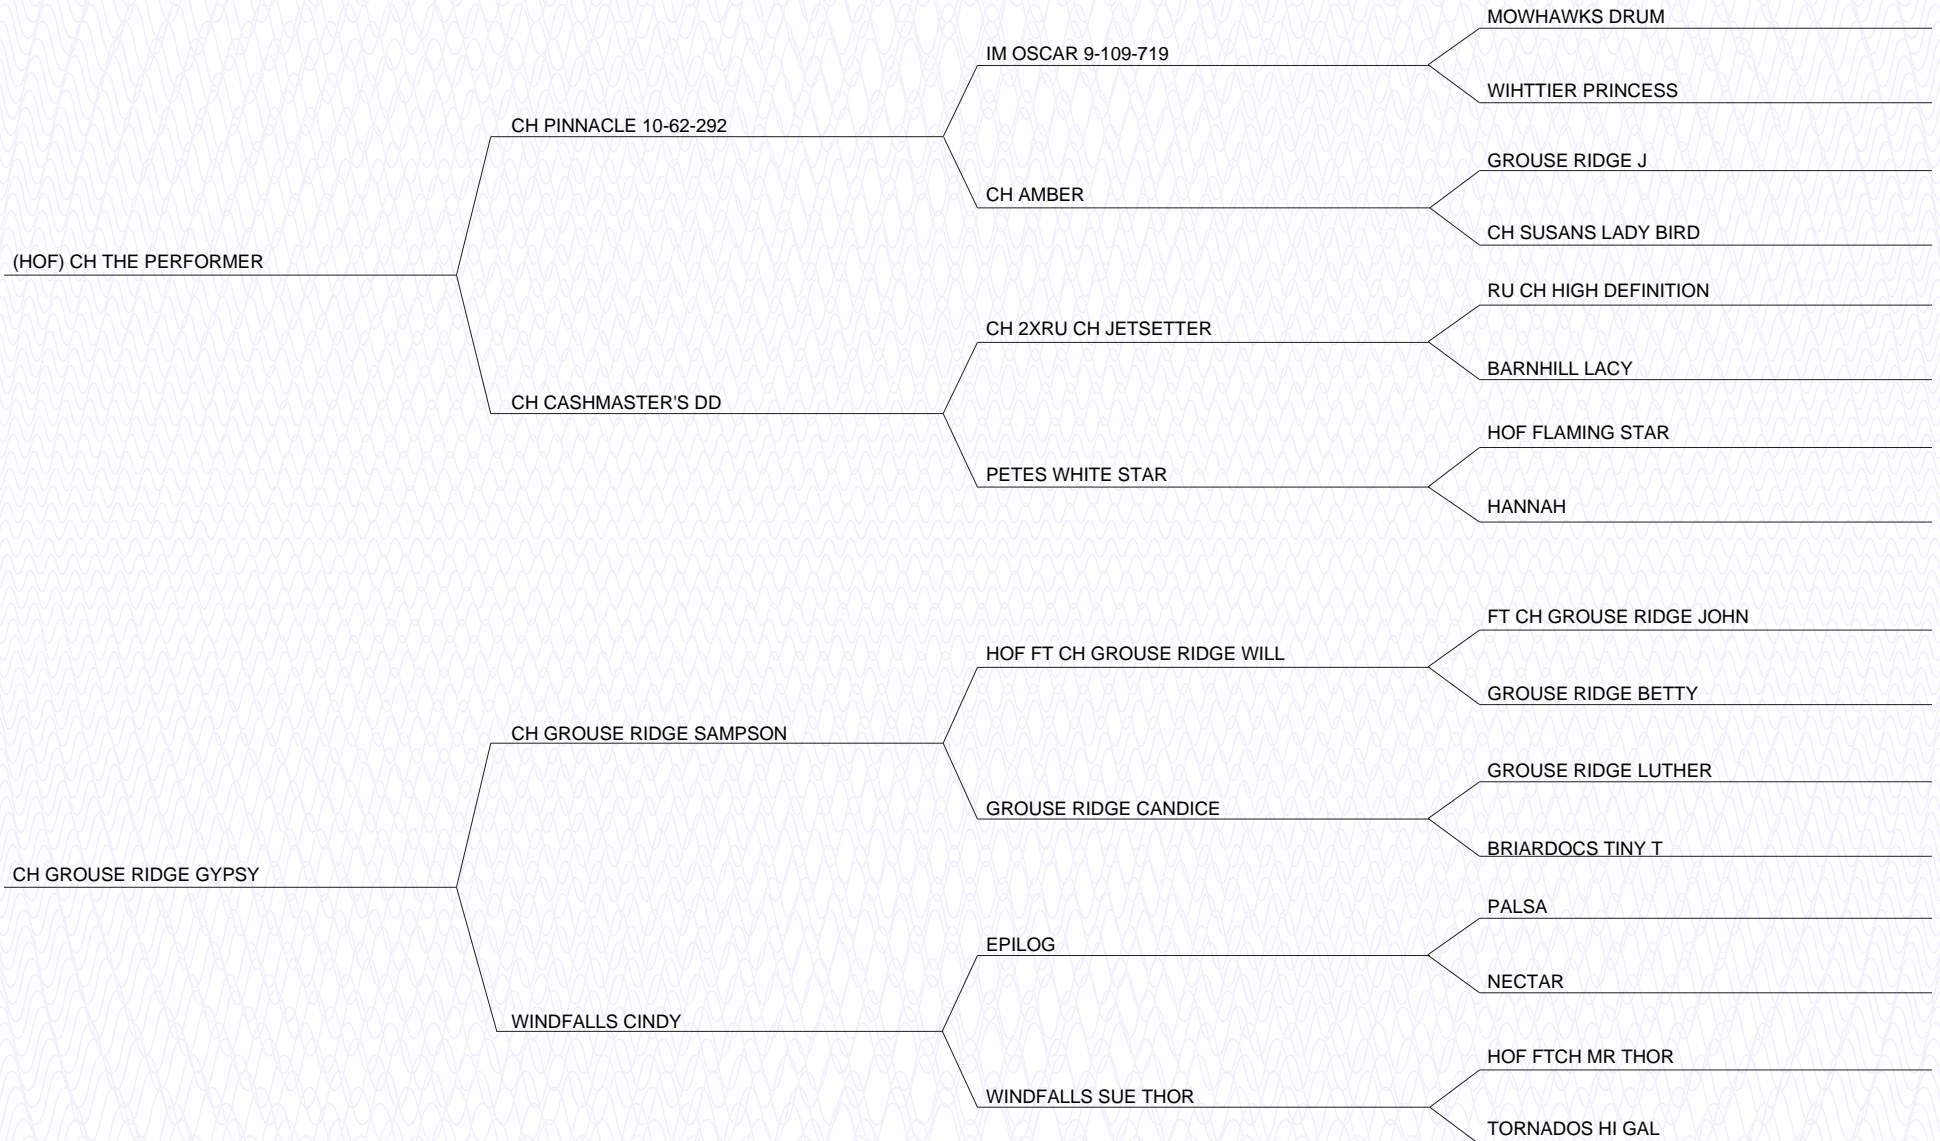 MOWHAWKS DRUM
IM OSCAR 9-109-719
WIHTTIER PRINCESS
CH PINNACLE 10-62-292
GROUSE RIDGE J
CH AMBER
CH SUSANS LADY BIRD
(HOF) CH THE PERFORMER
RU CH HIGH DEFINITION
CH 2XRU CH JETSETTER
BARNHILL LACY
CH CASHMASTER'S DD
HOF FLAMING STAR
PETES WHITE STAR
HANNAH
FT CH GROUSE RIDGE JOHN
HOF FT CH GROUSE RIDGE WILL
GROUSE RIDGE BETTY
CH GROUSE RIDGE SAMPSON
GROUSE RIDGE LUTHER
GROUSE RIDGE CANDICE
BRIARDOCS TINY T
CH GROUSE RIDGE GYPSY
PALSA
EPILOG
NECTAR
WINDFALLS CINDY
HOF FTCH MR THOR
WINDFALLS SUE THOR
TORNADOS HI GAL